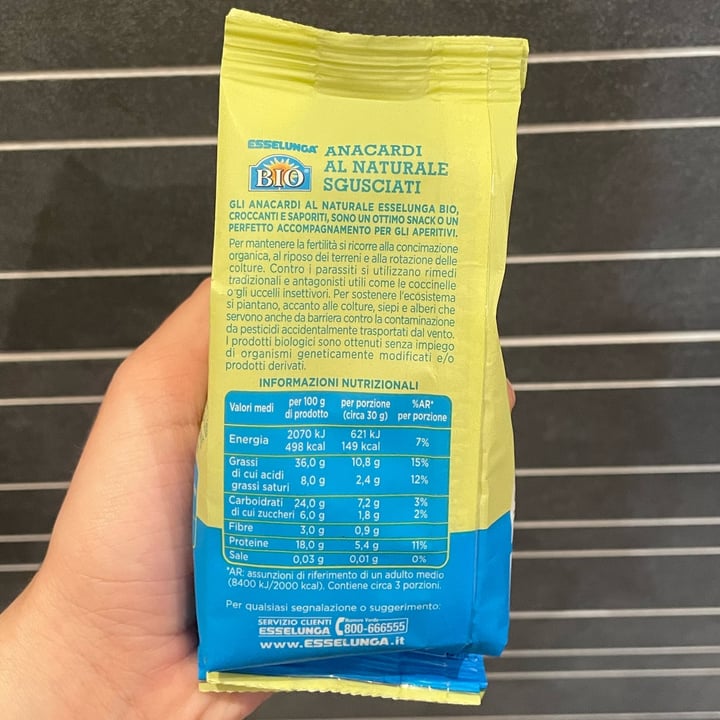 ESSELUNGA
BIO
ANACARDI
AL NATURALE
SGUSCIATI
GLI ANACARDI AL NATURALE ESSELUNGA BIO,
CROCCANTI E SAPORITI, SONO UN OTTIMO SNACK O UN
PERFETTO ACCOMPAGNAMENTO PER GLI APERITIVI.
Per mantenere la fertilità si ricorre alla concimazione
organica, al riposo dei terreni e alla rotazione delle
colture. Contro i parassiti si utilizzano rimedi
tradizionali e antagonisti utili come le coccinelle
o gli uccelli insettivori. Per sostenere l'ecosistema
si piantano, accanto alle colture, siepi e alberi che
servono anche da barriera contro la contaminazione
da pesticidi accidentalmente trasportati dal vento.
I prodotti biologici sono ottenuti senza impiego
di organismi geneticamente modificati e/o
prodotti derivati.
INFORMAZIONI NUTRIZIONALI
Valori medi per 100 g di prodotto per porzione (circa 30 g) %AR* per porzione
Energia 2070 kJ 621 kJ 7%
498 kcal 149 kcal
Grassi 36,0 g 10,8 g 15%
di cui acidi
grassi saturi 8,0 g 2,4 g 12%
Carboidrati 24,0 g 7,2 g 3%
di cui zuccheri 6,0 g 1,8 g 2%
Fibre 3,0 g 0,9 g
Proteine 18,0 g 5,4 g 11%
Sale 0,03 g 0,01 g 0%
*AR: assunzioni di riferimento di un adulto medio
(8400 kJ/2000 kcal). Contiene circa 3 porzioni.
Per qualsiasi segnalazione o suggerimento:
SERVIZIO CLIENTI
ESSELUNGA
Numero Verde
800-666555
www.ESSELUNGA.it